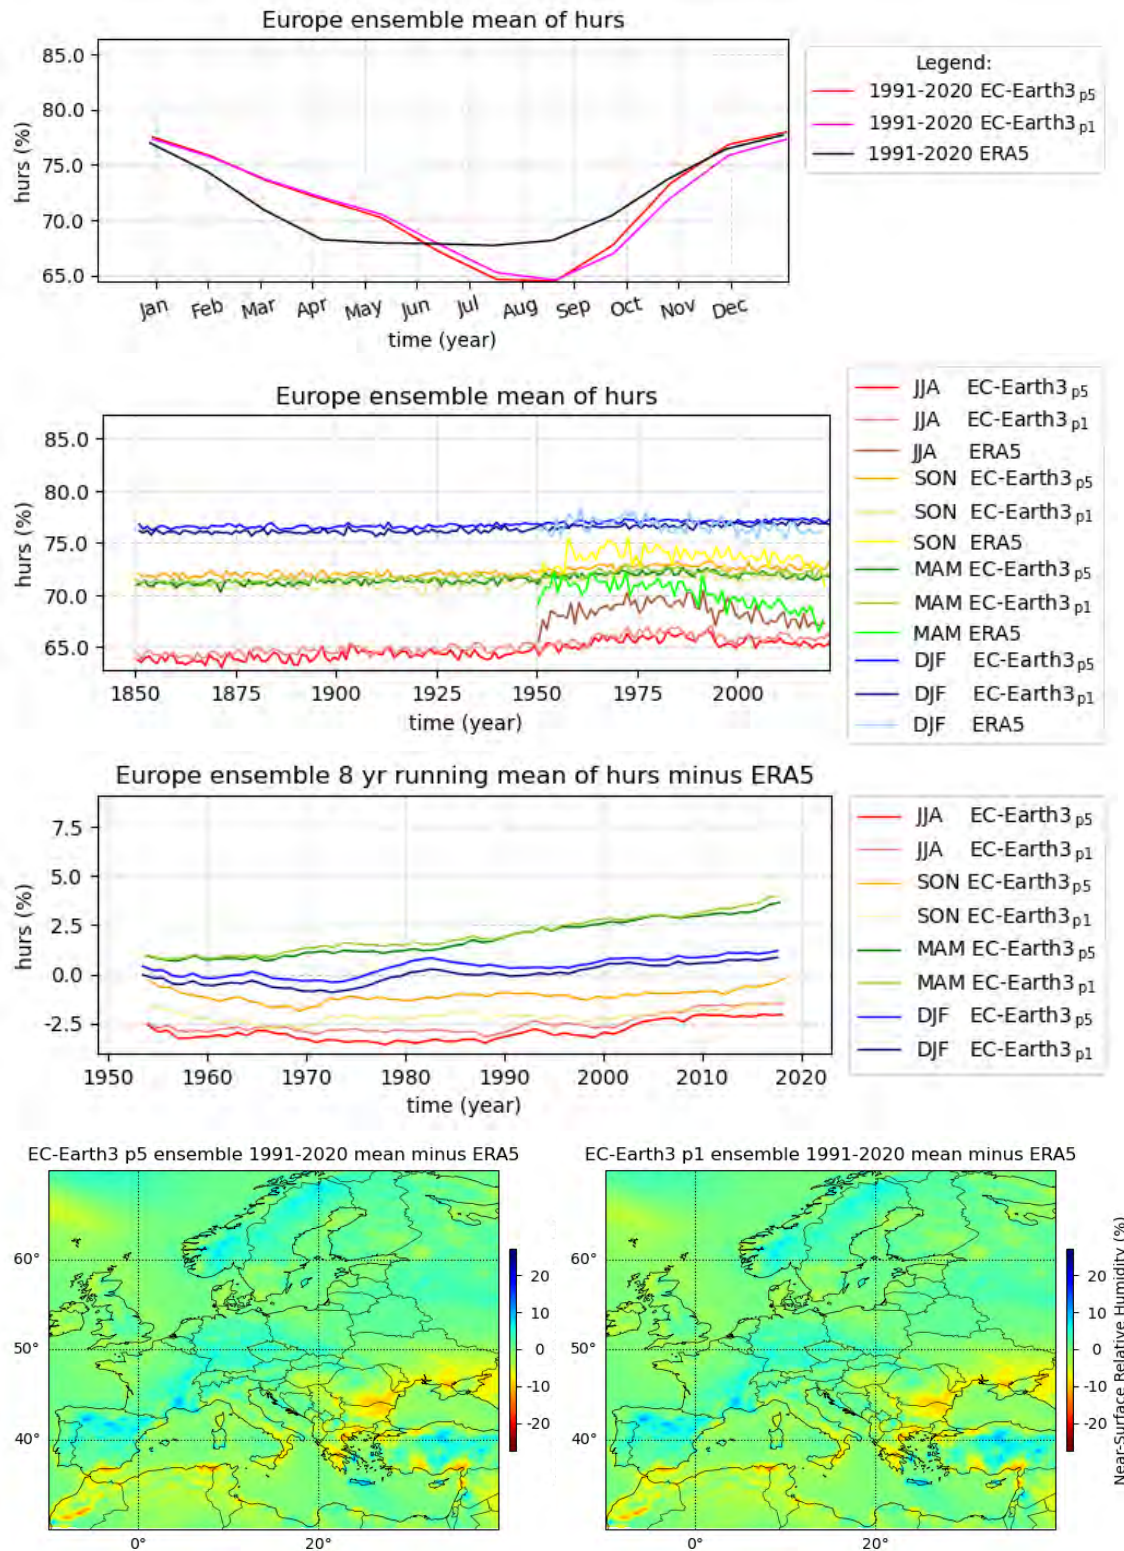 Europe ensemble mean of hurs
85.0
80.0
75.0
70.0
65.0
hurs (%)
Jan Feb Mar Apr May Jun Jul Aug Sep Oct Nov Dec
time (year)
Legend:
1991-2020 EC-Earth3 p5
1991-2020 EC-Earth3 p1
1991-2020 ERA5
Europe ensemble mean of hurs
85.0
80.0
75.0
70.0
65.0
hurs (%)
1850 1875 1900 1925 1950 1975 2000
time (year)
JJA EC-Earth3 p5
JJA EC-Earth3 p1
JJA ERA5
SON EC-Earth3 p5
SON EC-Earth3 p1
SON ERA5
MAM EC-Earth3 p5
MAM EC-Earth3 p1
MAM ERA5
DJF EC-Earth3 p5
DJF EC-Earth3 p1
DJF ERA5
Europe ensemble 8 yr running mean of hurs minus ERA5
7.5
5.0
2.5
0.0
-2.5
hurs (%)
1950 1960 1970 1980 1990 2000 2010 2020
time (year)
JJA EC-Earth3 p5
JJA EC-Earth3 p1
SON EC-Earth3 p5
SON EC-Earth3 p1
MAM EC-Earth3 p5
MAM EC-Earth3 p1
DJF EC-Earth3 p5
DJF EC-Earth3 p1
EC-Earth3 p5 ensemble 1991-2020 mean minus ERA5
60°
50°
40°
0° 20°
20
10
0
-10
-20
EC-Earth3 p1 ensemble 1991-2020 mean minus ERA5
60°
50°
40°
0° 20°
20
10
0
-10
-20
Near-Surface Relative Humidity (%)